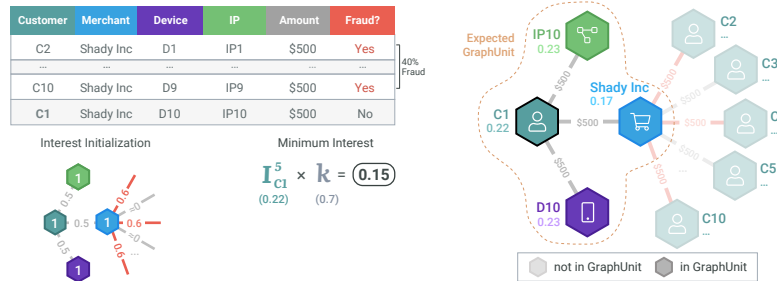 Customer Merchant Device IP Amount Fraud?
C2 Shady Inc D1 IP1 $500 Yes
... ... ... ... ... ...
C10 Shady Inc D9 IP9 $500 Yes
C1 Shady Inc D10 IP10 $500 No
40%
Fraud
Interest Initialization
1
0.5
0.6
≈0
1 0.5 1 0.6
≈0
0.5
0.6
...
1
Minimum Interest
I 5 C1 × k = 0.15
(0.22) (0.7)
Expected
GraphUnit
IP10
0.23
$500
C1
0.22
$500
Shady Inc
0.17
$500
D10
0.23
C2
...
$500
C3
...
$500
$500
C
...
$500
C5
...
...
$500
C10
...
not in GraphUnit in GraphUnit